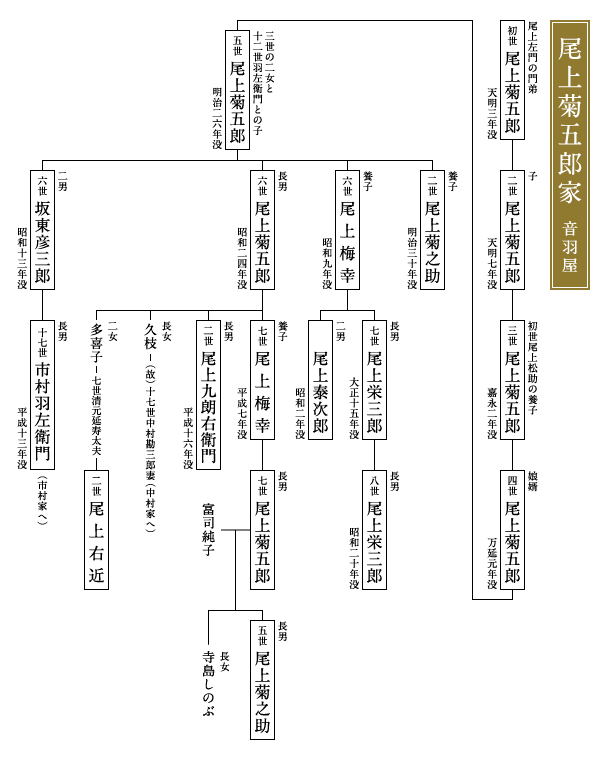 尾上菊五郎家
音羽屋
尾上左門の門弟
初世
尾上菊五郎
天明三年没
子
二世
尾上菊五郎
天明七年没
初世尾上松助の養子
三世
尾上菊五郎
嘉永二年没
娘婿
四世
尾上菊五郎
万延元年没
三世の二女と
十二世羽左衛門との子
五世
尾上菊五郎
明治三六年没
養子
二世
尾上菊之助
明治三十年没
養子
六世
尾上梅幸
昭和九年没
長男
六世
尾上菊五郎
昭和二四年没
二男
六世
坂東彦三郎
昭和十三年没
長男
七世
尾上栄三郎
大正十五年没
二男
尾上泰次郎
昭和二年没
養子
七世
尾上梅幸
平成七年没
長男
二世
尾上九朗右衛門
平成十六年没
長女
久枝
(故)十七世中村勘三郎妻(中村家へ)
二女
多喜子
七世清元延寿太夫
長男
十七世
市村羽左衛門
平成十三年没
(市村家へ)
長男
八世
尾上栄三郎
昭和二十年没
長男
七世
尾上菊五郎
富司純子
二世
尾上右近
長男
五世
尾上菊之助
長女
寺島しのぶ